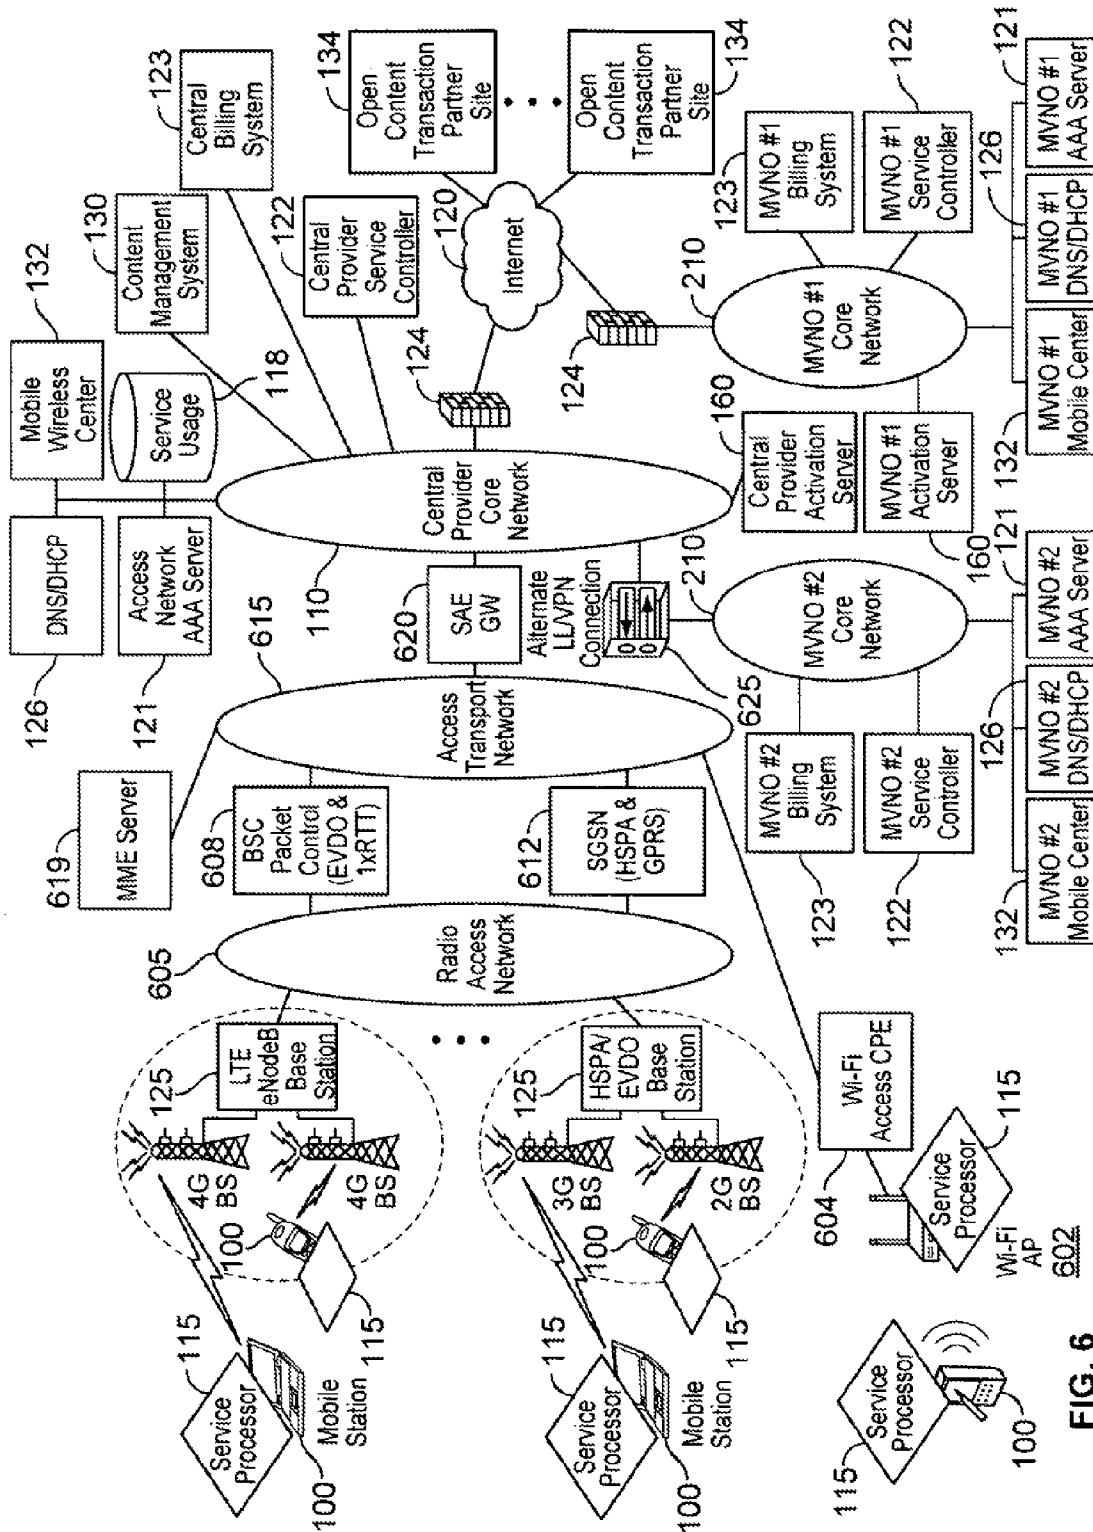 619
MME Server
126
DNS/DHCP
121
Access
Network
AAA Server
132
Mobile
Wireless
Center
118
Service
Usage
130
Content
Management
System
123
Central
Billing
System
122
Central
Provider
Service
Controller
134
Open
Content
Transaction
Partner
Site
134
Open
Content
Transaction
Partner
Site
120
Internet
124
124
110
Central
Provider
Core
Network
620
SAE
GW
615
Access
Transport
Network
608
BSC
Packet
Control
(EVDO &
1xRTT)
612
SGSN
(HSPA &
GPRS)
605
Radio
Access
Network
125
LTE
eNodeB
Base
Station
4G
BS
4G
BS
100
115
115
Service
Processor
Mobile
Station
100
125
HSPA/
EVDO
Base
Station
3G
BS
2G
BS
100
115
115
Service
Processor
Mobile
Station
100
Alternate
LL/VPN
Connection
625
160
Central
Provider
Activation
Server
210
MVNO #1
Core
Network
123
MVNO #1
Billing
System
122
MVNO #1
Service
Controller
160
MVNO #1
Activation
Server
132
MVNO #1
Mobile Center
126
MVNO #1
DNS/DHCP
121
MVNO #1
AAA Server
210
MVNO #2
Core
Network
123
MVNO #2
Billing
System
122
MVNO #2
Service
Controller
132
MVNO #2
Mobile Center
126
MVNO #2
DNS/DHCP
121
MVNO #2
AAA Server
604
Wi-Fi
Access CPE
115
Service
Processor
Wi-Fi
AP
602
115
Service
Processor
100
FIG. 6